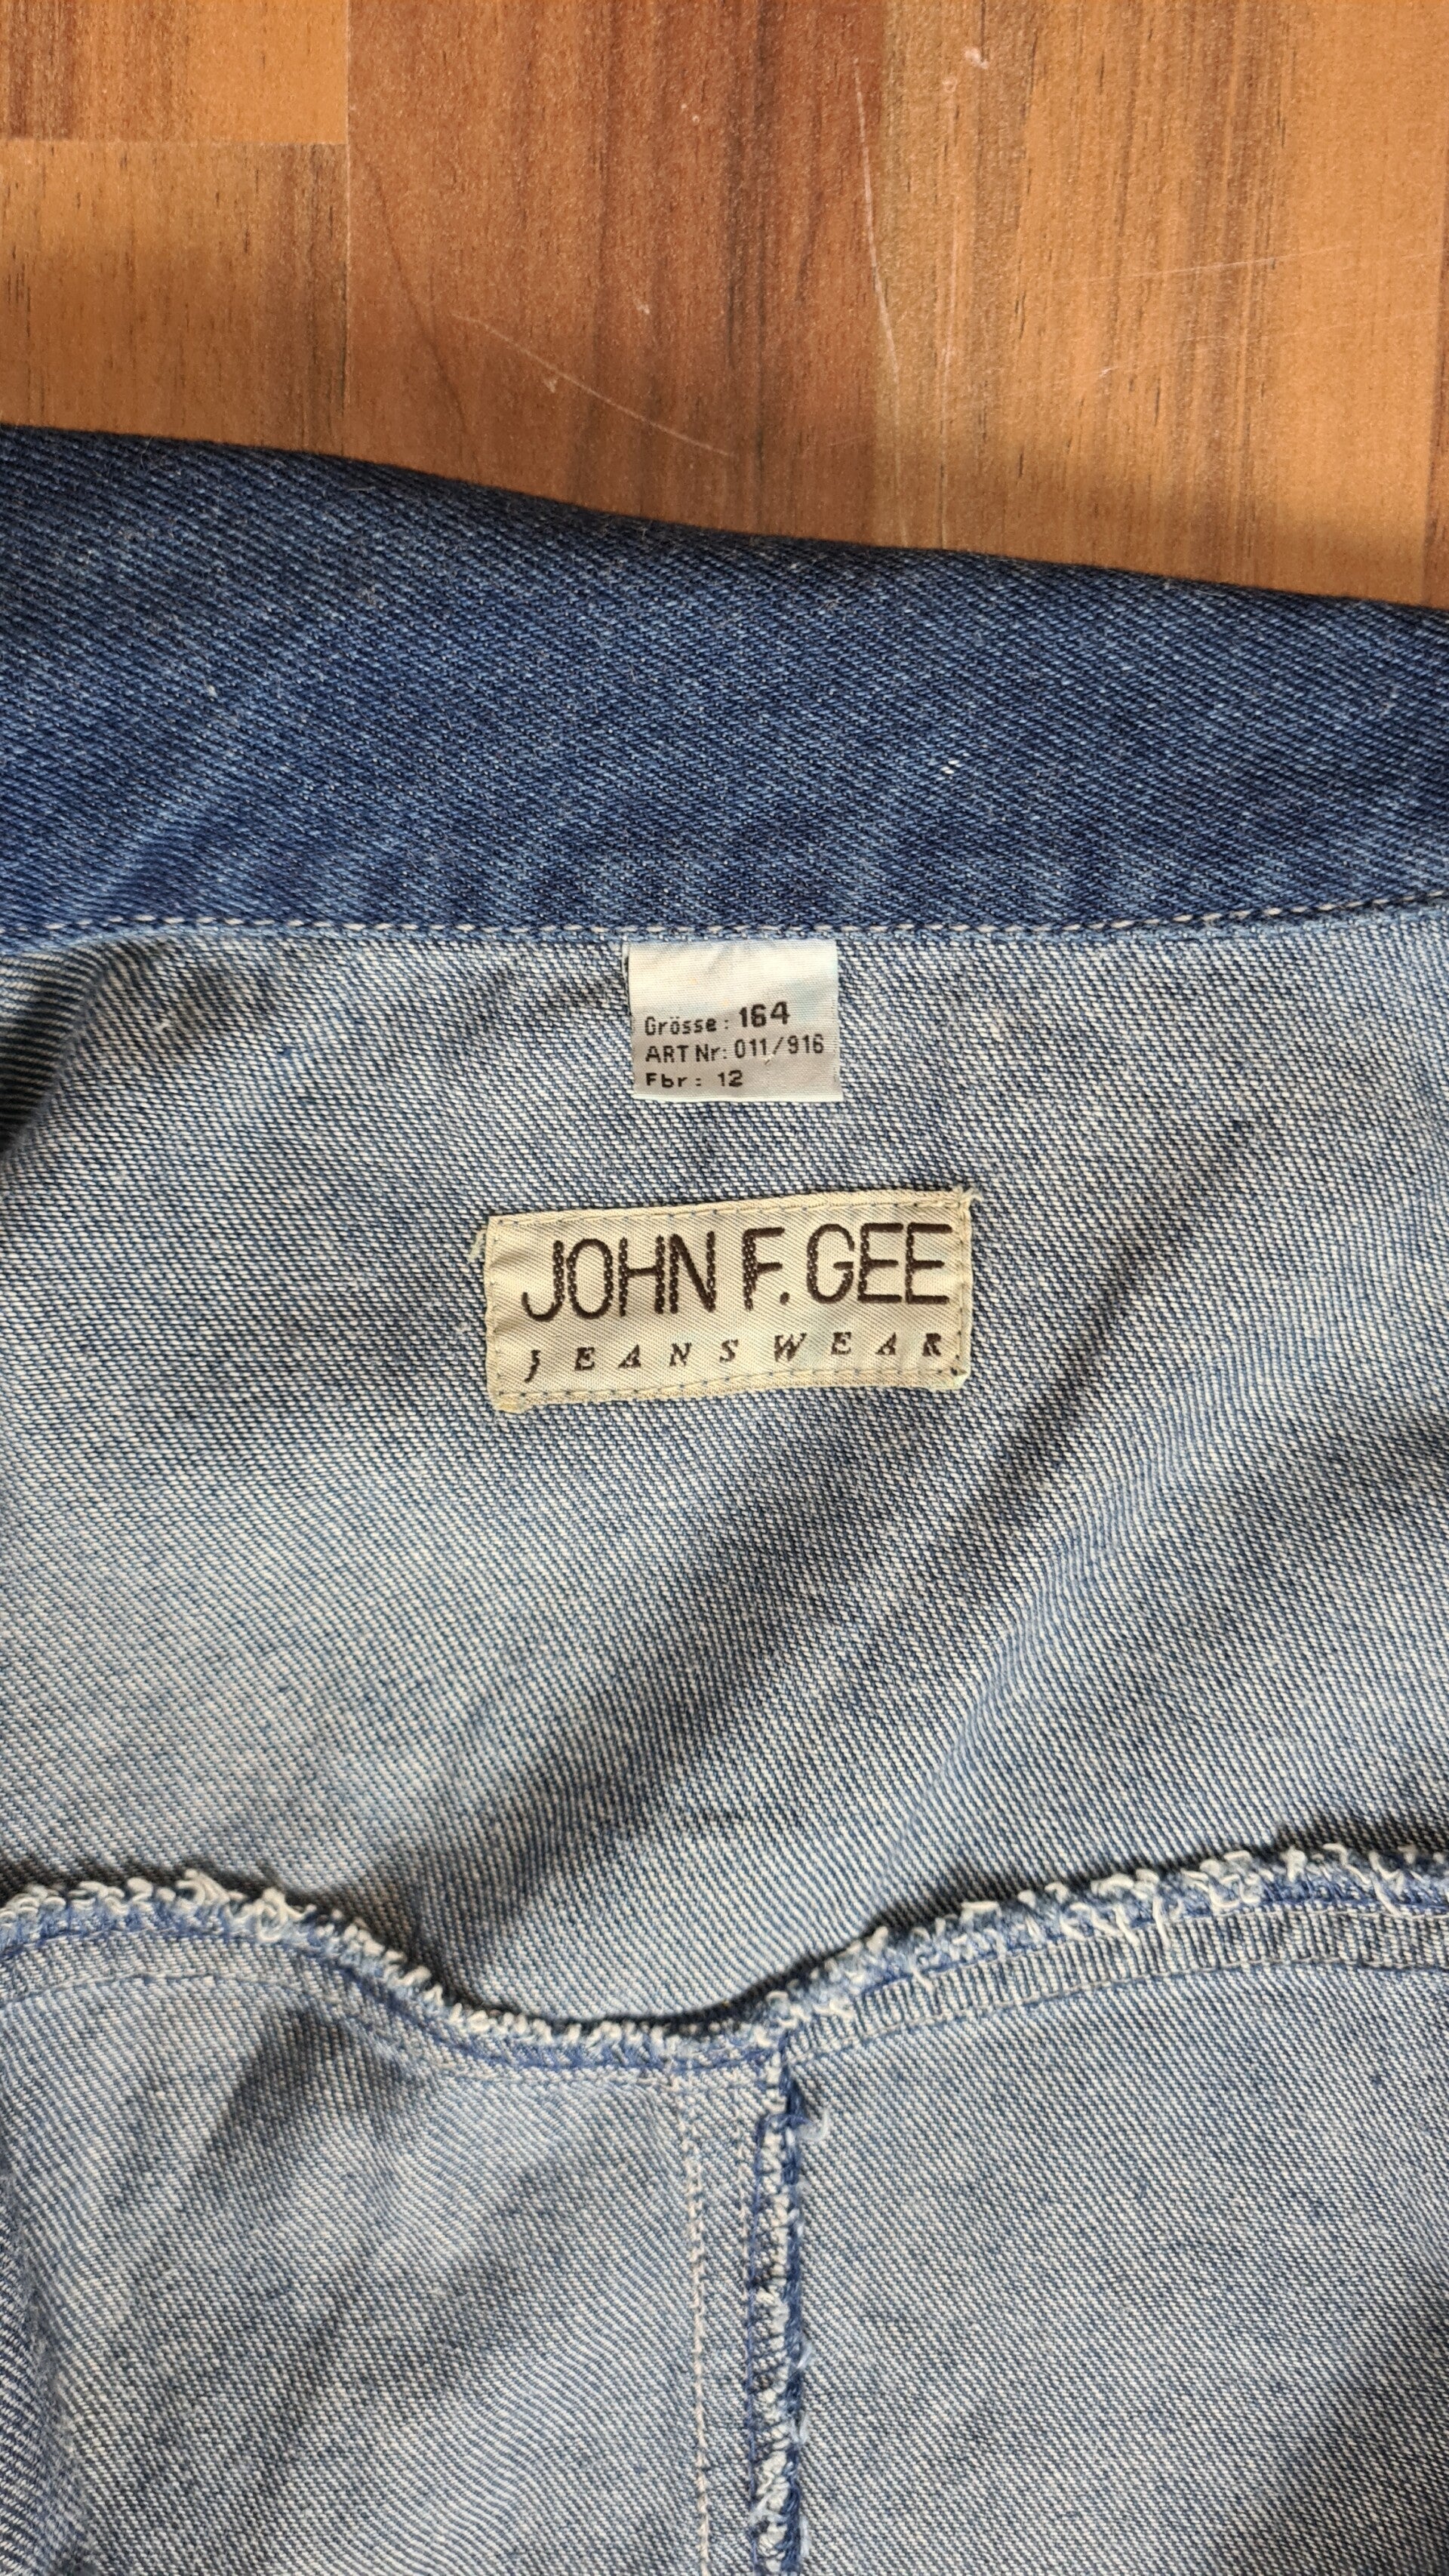 Grösse: 164
ART Nr: 011/916
Fbr: 12
JOHN F. GEE
JEANSWEAR